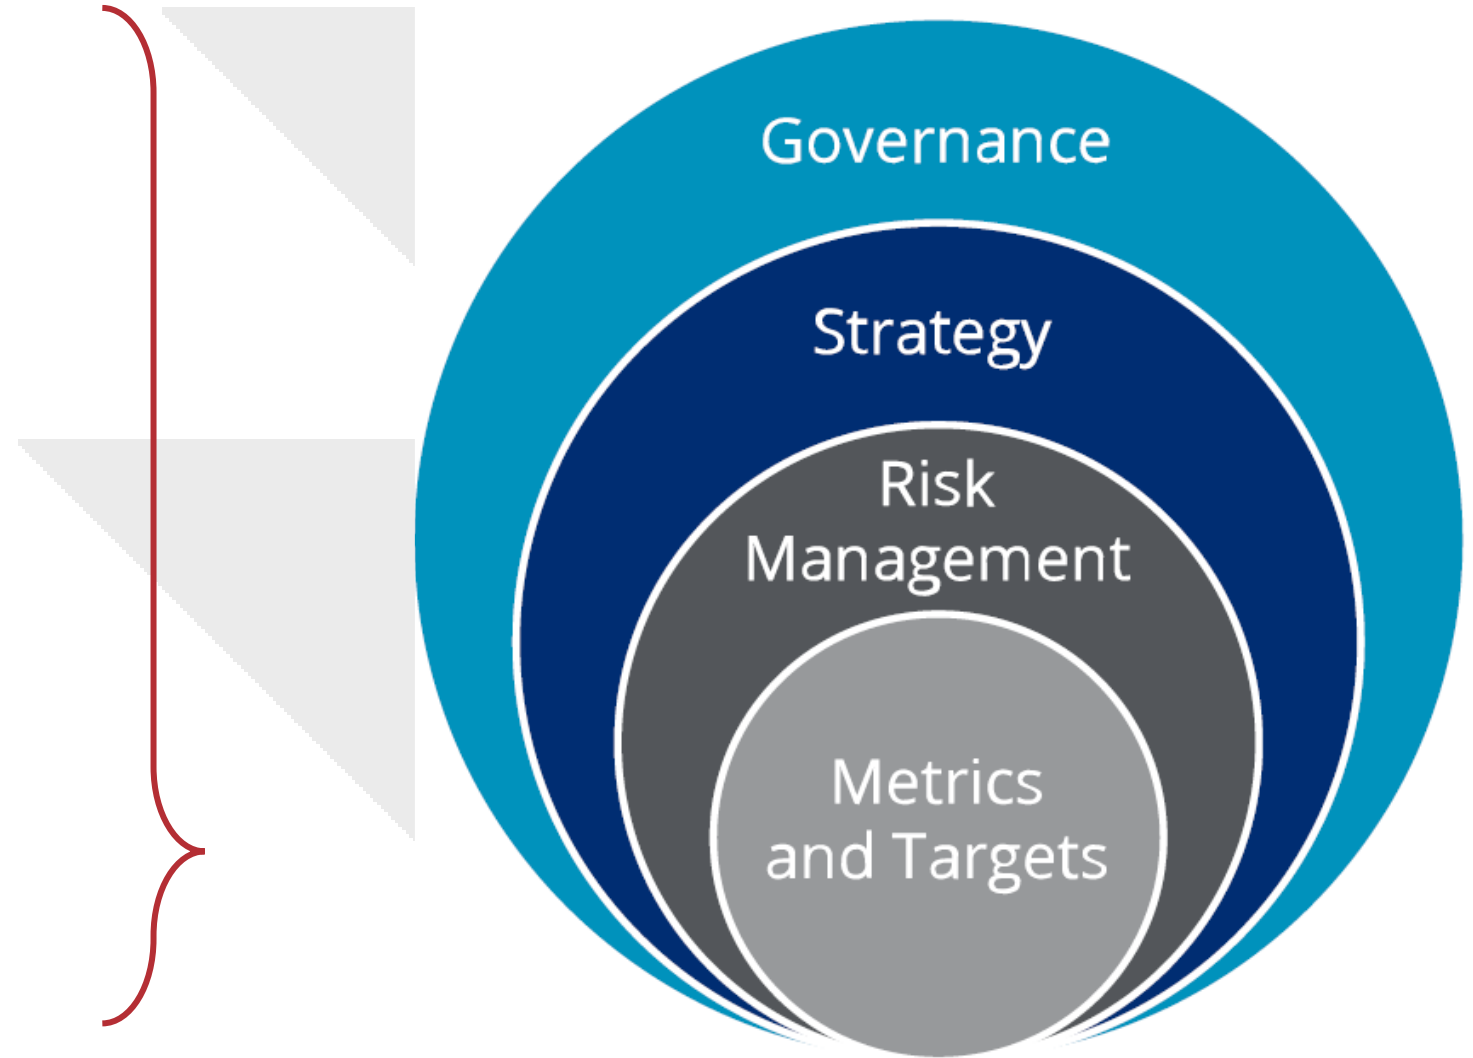 Governance
Strategy
Risk
Management
Metrics
and Targets